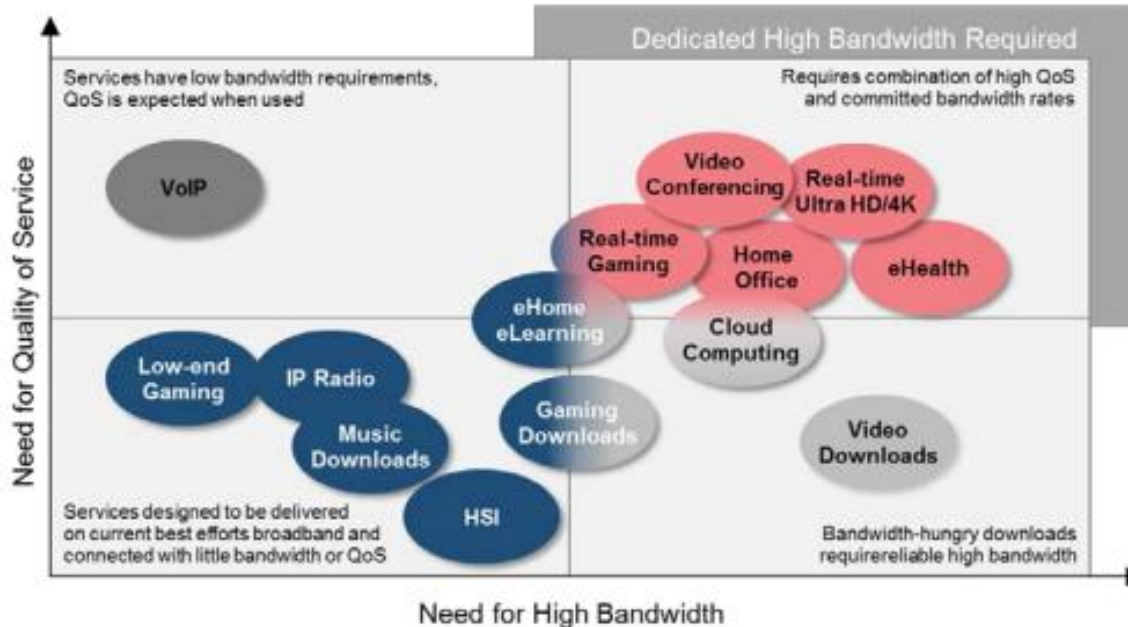 Dedicated High Bandwidth Required
Services have low bandwidth requirements,
QoS is expected when used
Requires combination of high QoS
and committed bandwidth rates
VoIP
Video
Conferencing
Real-time
Ultra HD/4K
Real-time
Gaming
Home
Office
eHealth
eHome
eLearning
Cloud
Computing
Low-end
Gaming
IP Radio
Music
Downloads
Gaming
Downloads
Video
Downloads
HSI
Services designed to be delivered
on current best efforts broadband and
connected with little bandwidth or QoS
Bandwidth-hungry downloads
requirereliable high bandwidth
Need for Quality of Service
Need for High Bandwidth